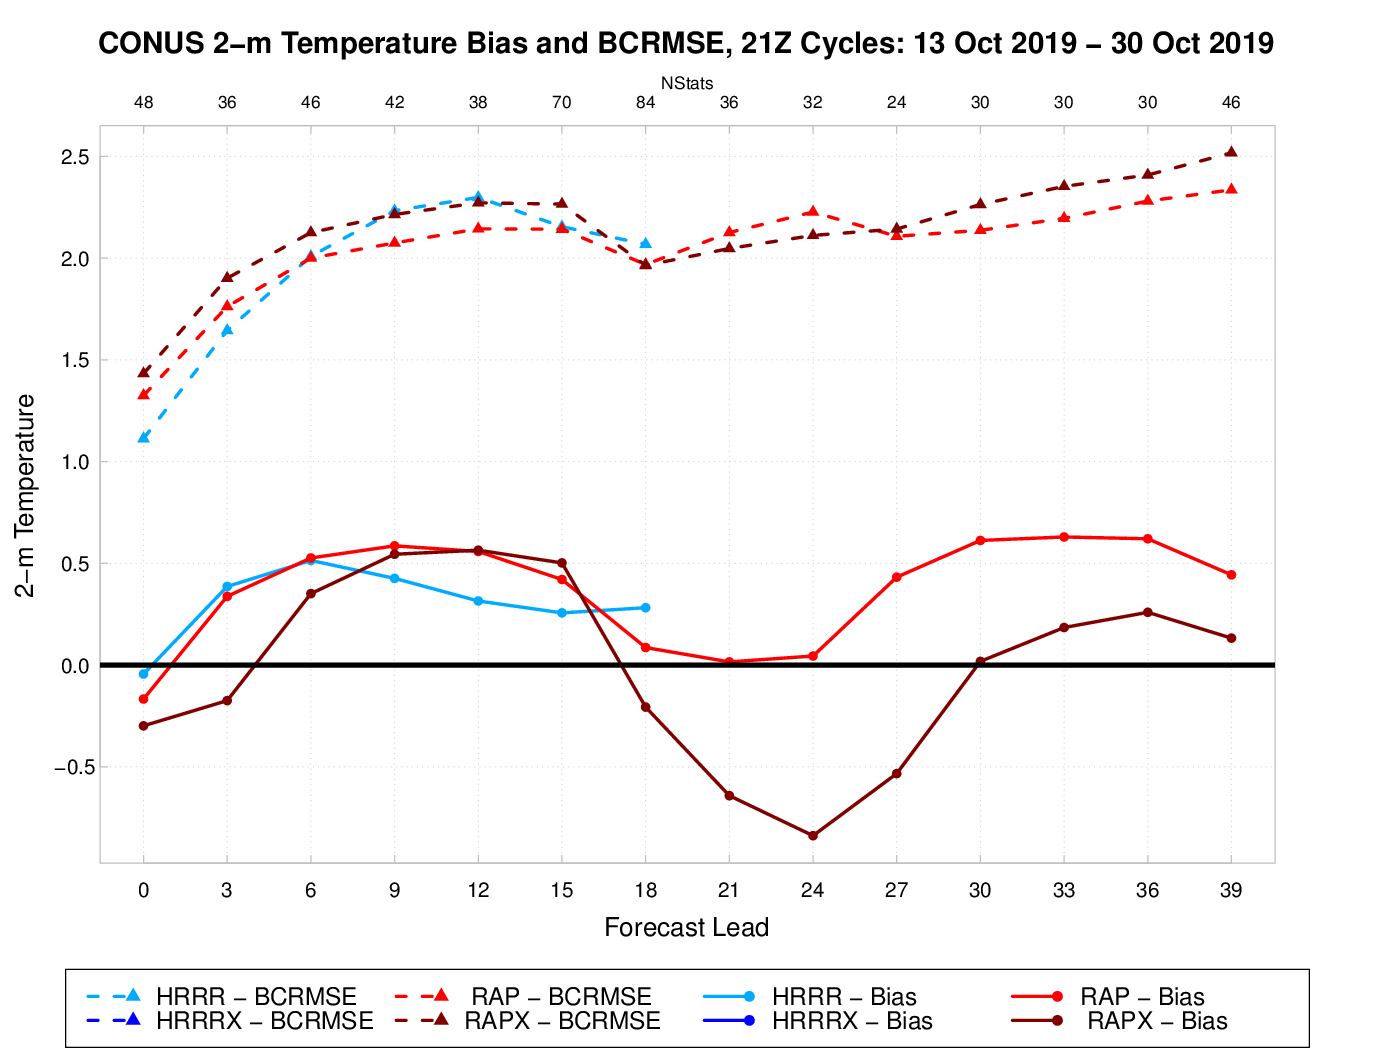 CONUS 2−m Temperature Bias and BCRMSE, 21Z Cycles: 13 Oct 2019 − 30 Oct 2019
NStats
48 36 46 42 38 70 84 36 32 24 30 30 30 46
2.5
2.0
1.5
1.0
0.5
0.0
−0.5
2−m Temperature
0 3 6 9 12 15 18 21 24 27 30 33 36 39
Forecast Lead
HRRR − BCRMSE RAP − BCRMSE HRRR − Bias RAP − Bias
HRRRX − BCRMSE RAPX − BCRMSE HRRRX − Bias RAPX − Bias